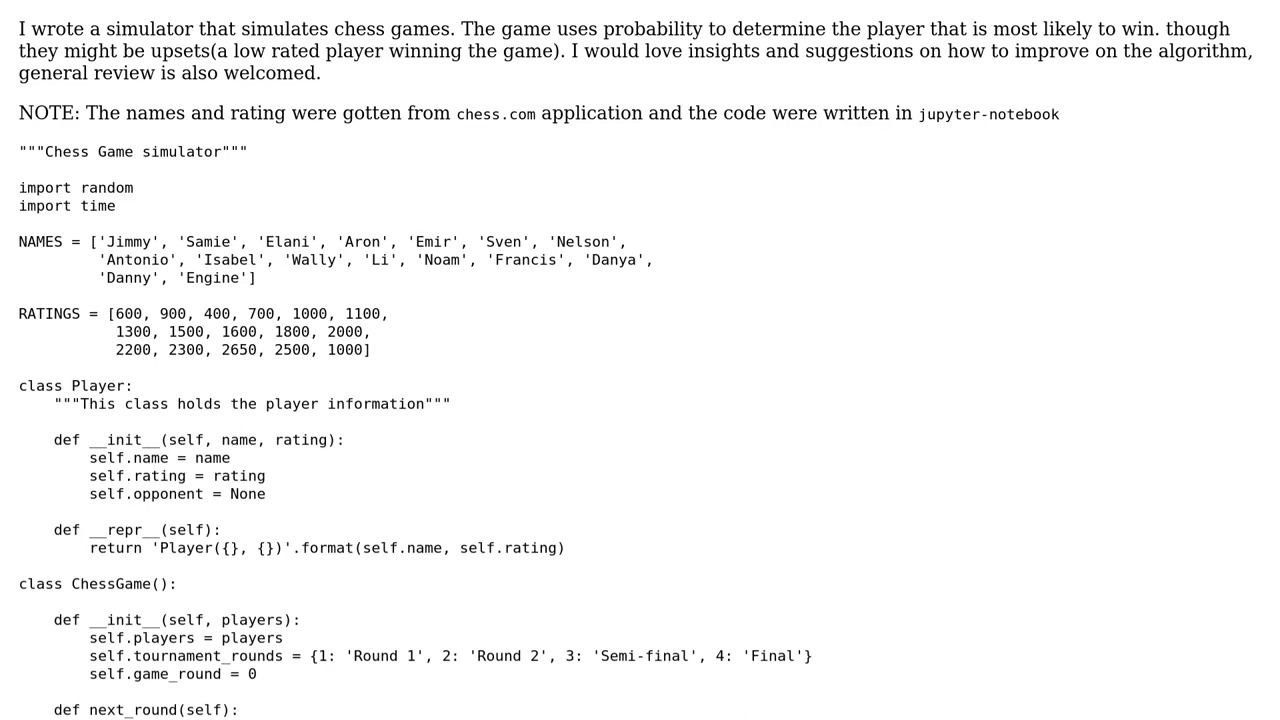 I wrote a simulator that simulates chess games. The game uses probability to determine the player that is most likely to win. though
they might be upsets(a low rated player winning the game). I would love insights and suggestions on how to improve on the algorithm,
general review is also welcomed.
NOTE: The names and rating were gotten from chess.com application and the code were written in jupyter-notebook
"""Chess Game simulator"""
import random
import time
NAMES = ['Jimmy', 'Samie', 'Elani', 'Aron', 'Emir', 'Sven', 'Nelson',
         'Antonio', 'Isabel', 'Wally', 'Li', 'Noam', 'Francis', 'Danya',
         'Danny', 'Engine']
RATINGS = [600, 900, 400, 700, 1000, 1100,
           1300, 1500, 1600, 1800, 2000,
           2200, 2300, 2650, 2500, 1000]
class Player:
    """This class holds the player information"""
    def __init__(self, name, rating):
        self.name = name
        self.rating = rating
        self.opponent = None
    def __repr__(self):
        return 'Player({}, {})'.format(self.name, self.rating)
class ChessGame():
    def __init__(self, players):
        self.players = players
        self.tournament_rounds = {1: 'Round 1', 2: 'Round 2', 3: 'Semi-final', 4: 'Final'}
        self.game_round = 0
    def next_round(self):